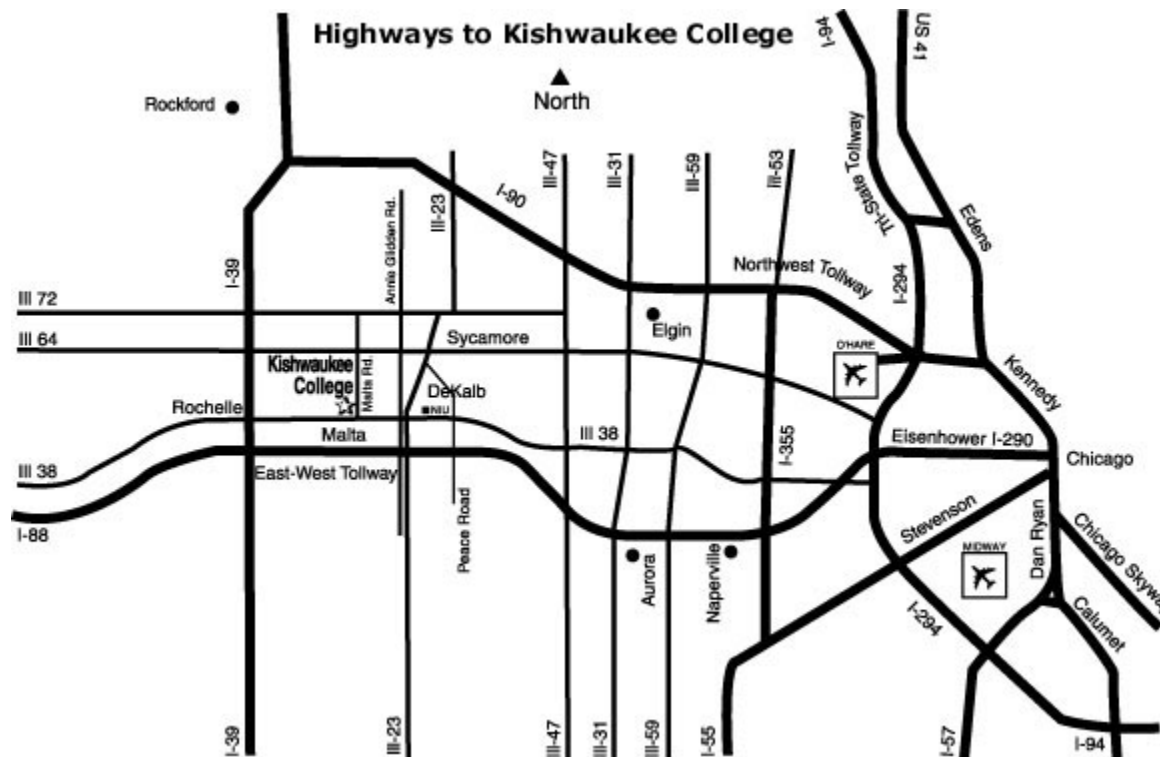 Highways to Kishwaukee College
North
Rockford
I-94
US 41
Tri-State Tollway
Edens
I-39
Annie Glidden Rd.
Ill-23
I-90
Ill-47
Ill-31
Ill-59
Ill-53
Northwest Tollway
I-294
Ill 72
Ill 64
Sycamore
Elgin
O'HARE
Kishwaukee
College
Malta Rd.
DeKalb
NIU
Kennedy
Rochelle
Malta
Ill 38
I-355
Eisenhower I-290
Chicago
Ill 38
East-West Tollway
I-88
Peace Road
Aurora
Naperville
Stevenson
MIDWAY
Dan Ryan
Chicago Skyway
I-294
Calumet
I-39
Ill-23
Ill-47
Ill-31
Ill-59
I-55
I-57
I-94